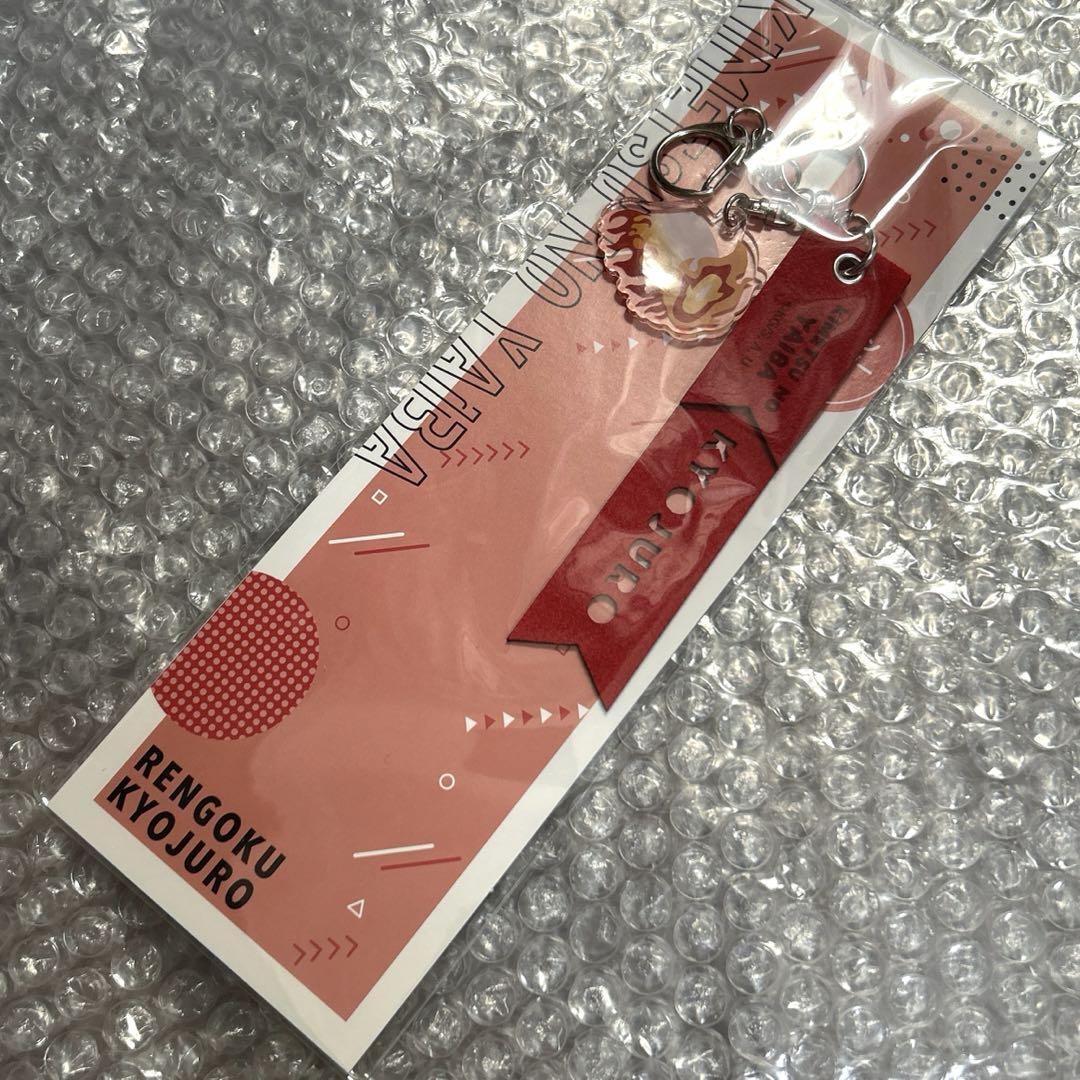 KIMETSU NO YAIBA
KIMETSU NO
YAIBA
KYOJURO
RENGOKU
KYOJURO